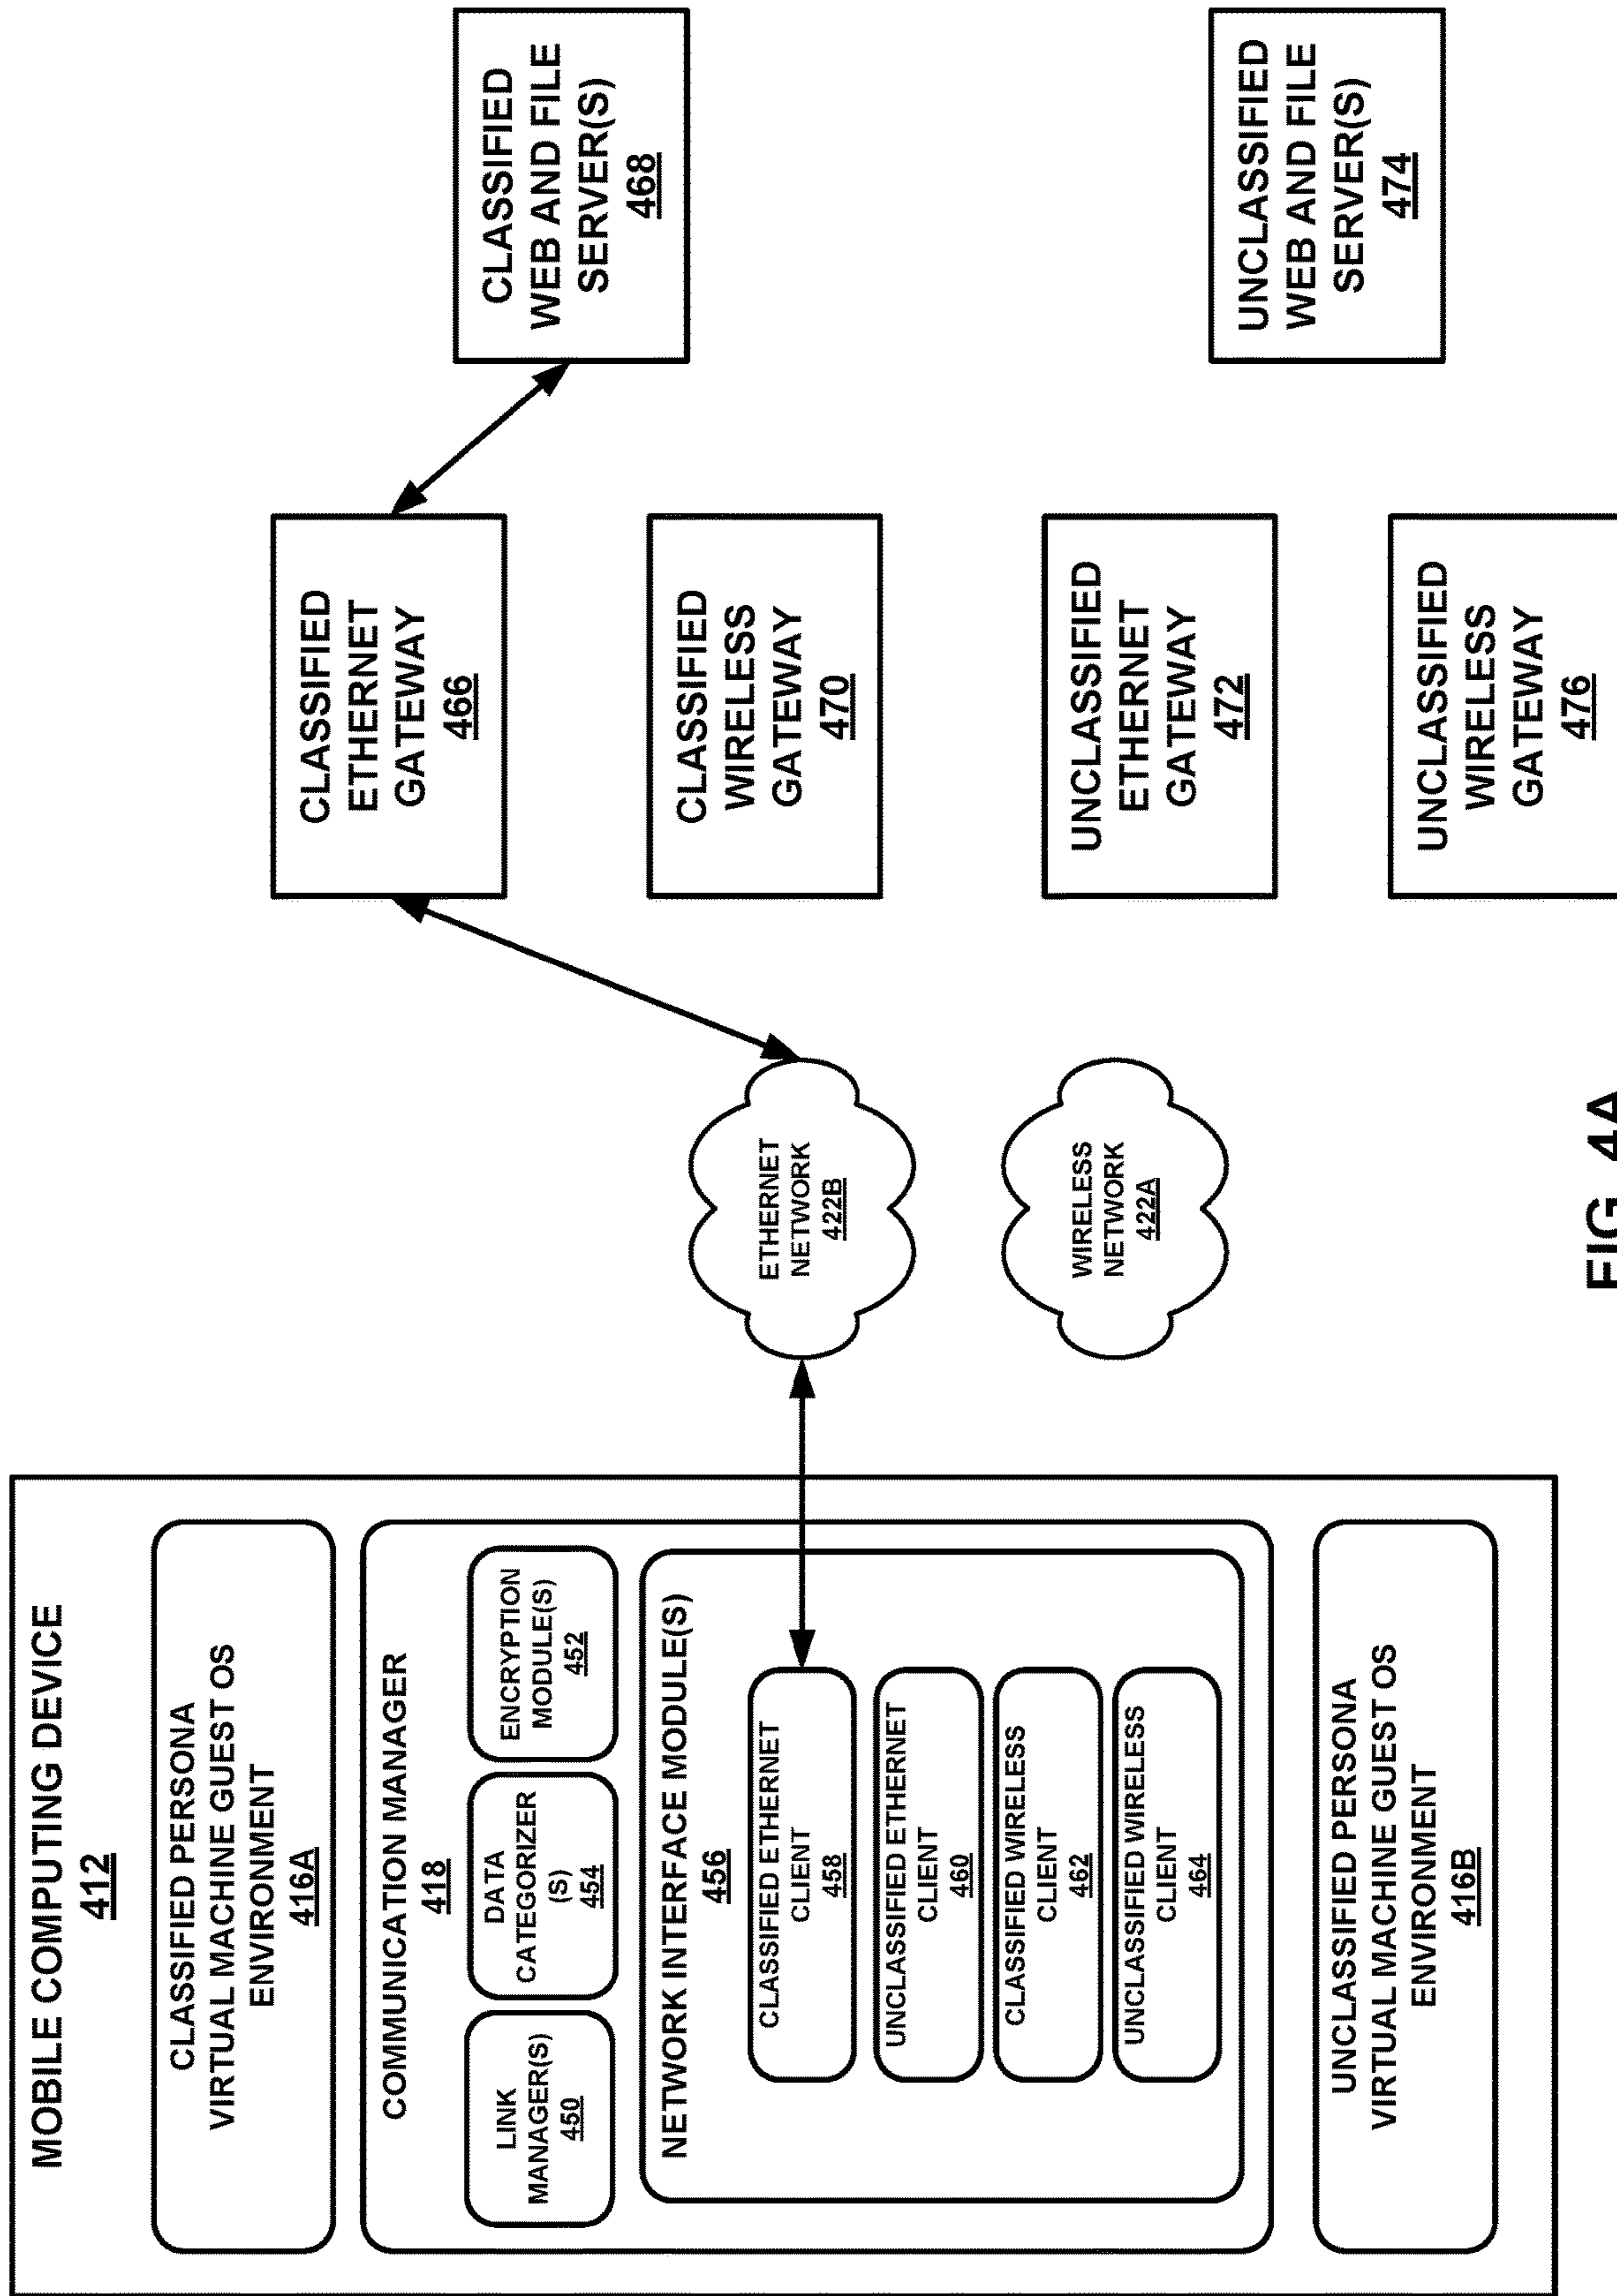 MOBILE COMPUTING DEVICE
412
CLASSIFIED PERSONA
VIRTUAL MACHINE GUEST OS
ENVIRONMENT
416A
COMMUNICATION MANAGER
418
LINK
MANAGER(S)
450
DATA
CATEGORIZER
(S)
454
ENCRYPTION
MODULE(S)
452
NETWORK INTERFACE MODULE(S)
456
CLASSIFIED ETHERNET
CLIENT
458
UNCLASSIFIED ETHERNET
CLIENT
460
CLASSIFIED WIRELESS
CLIENT
462
UNCLASSIFIED WIRELESS
CLIENT
464
UNCLASSIFIED PERSONA
VIRTUAL MACHINE GUEST OS
ENVIRONMENT
416B
ETHERNET
NETWORK
422B
WIRELESS
NETWORK
422A
CLASSIFIED
ETHERNET
GATEWAY
466
CLASSIFIED
WIRELESS
GATEWAY
470
UNCLASSIFIED
ETHERNET
GATEWAY
472
UNCLASSIFIED
WIRELESS
GATEWAY
476
CLASSIFIED
WEB AND FILE
SERVER(S)
468
UNCLASSIFIED
WEB AND FILE
SERVER(S)
474
FIG. 4A